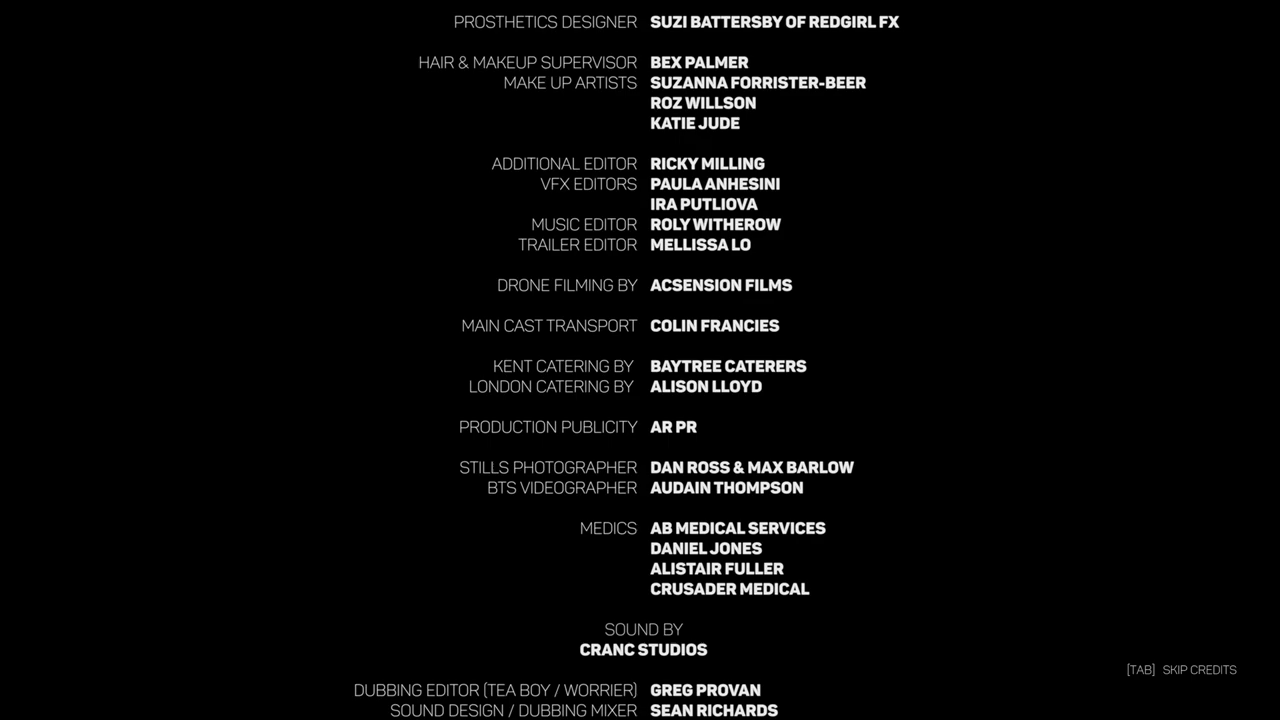 PROSTHETICS DESIGNER SUZI BATTERSBY OF REDGIRL FX
HAIR & MAKEUP SUPERVISOR BEX PALMER
MAKE UP ARTISTS SUZANNA FORRISTER-BEER
ROZ WILLSON
KATIE JUDE
ADDITIONAL EDITOR RICKY MILLING
VFX EDITORS PAULA ANHESINI
IRA PUTLIOVA
MUSIC EDITOR ROLY WITHEROW
TRAILER EDITOR MELLISSA LO
DRONE FILMING BY ACSENSION FILMS
MAIN CAST TRANSPORT COLIN FRANCIES
KENT CATERING BY BAYTREE CATERERS
LONDON CATERING BY ALISON LLOYD
PRODUCTION PUBLICITY AR PR
STILLS PHOTOGRAPHER DAN ROSS & MAX BARLOW
BTS VIDEOGRAPHER AUDAIN THOMPSON
MEDICS AB MEDICAL SERVICES
DANIEL JONES
ALISTAIR FULLER
CRUSADER MEDICAL
SOUND BY
CRANC STUDIOS
[TAB] SKIP CREDITS
DUBBING EDITOR (TEA BOY / WORRIER) GREG PROVAN
SOUND DESIGN / DUBBING MIXER SEAN RICHARDS